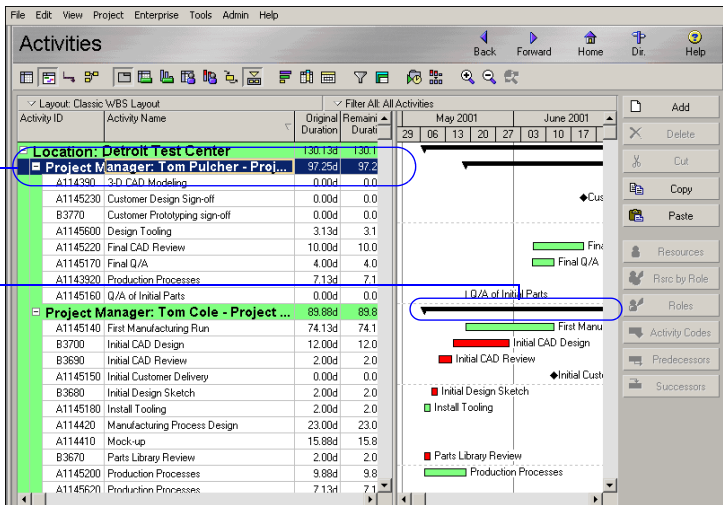 File Edit View Project Enterprise Tools Admin Help
Activities
Back Forward Home Dir. Help
Layout: Classic WBS Layout Filter All: All Activities
Activity ID Activity Name Original Duration Remaini Durati May 2001 June 2001
29 06 13 20 27 03 10 17
Location: Detroit Test Center 130.13d 130.1
Project Manager: Tom Pulcher - Proj... 97.25d 97.2
A114390 3-D CAD Modeling 0.00d 0.0
A1145230 Customer Design Sign-off 0.00d 0.0 Cus
B3770 Customer Prototyping sign-off 0.00d 0.0
A1145600 Design Tooling 3.13d 3.1
A1145220 Final CAD Review 10.00d 10.0 Fina
A1145170 Final Q/A 4.00d 4.0 Final Q/A
A1143920 Production Processes 7.13d 7.1
A1145160 Q/A of Initial Parts 0.00d 0.0 Q/A of Initial Parts
Project Manager: Tom Cole - Project ... 89.88d 89.8
A1145140 First Manufacturing Run 74.13d 74.1 First Manu
B3700 Initial CAD Design 12.00d 12.0 Initial CAD Design
B3690 Initial CAD Review 2.00d 2.0 Initial CAD Review
A1145150 Initial Customer Delivery 0.00d 0.0 Initial Cust
B3680 Initial Design Sketch 2.00d 2.0 Initial Design Sketch
A1145180 Install Tooling 2.00d 2.0 Install Tooling
A114420 Manufacturing Process Design 23.00d 23.0
A114410 Mock-up 15.88d 15.8
B3670 Parts Library Review 2.00d 2.0 Parts Library Review
A1145200 Production Processes 9.88d 9.8 Production Processes
A1145620 Production Processes 7.13d 7.1
Add
Delete
Cut
Copy
Paste
Resources
Rsrc by Role
Roles
Activity Codes
Predecessors
Successors